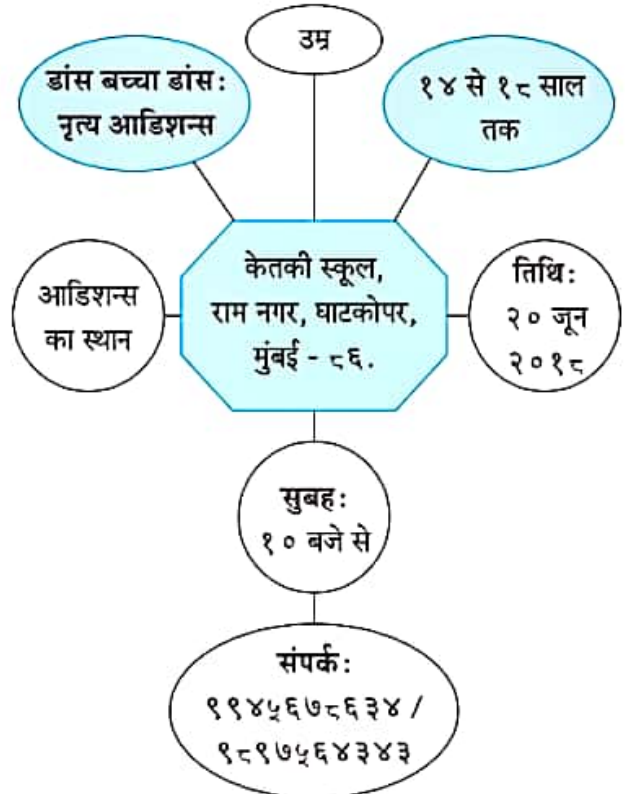 उम्र
डांस बच्चा डांस:
नृत्य आडिशन्स
१४ से १८ साल
तक
केतकी स्कूल,
राम नगर, घाटकोपर,
मुंबई - ८६.
आडिशन्स
का स्थान
तिथि:
२० जून
२०१८
सुबह:
१० बजे से
संपर्क:
९९४५६७८६३४ /
९८९७५६४३४३